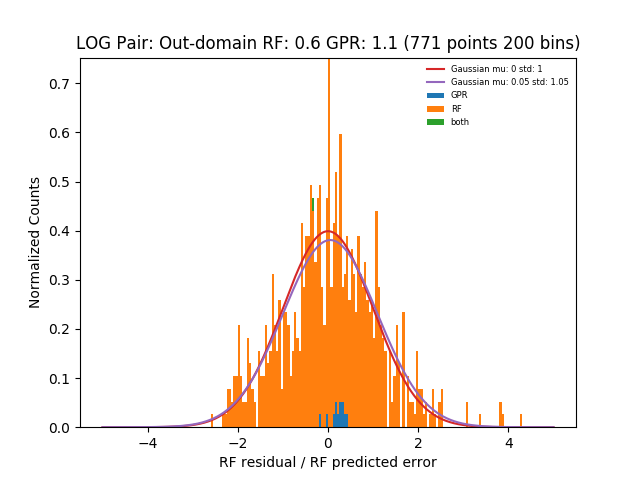 LOG Pair: Out-domain RF: 0.6 GPR: 1.1 (771 points 200 bins)
Gaussian mu: 0 std: 1
Gaussian mu: 0.05 std: 1.05
GPR
RF
both
Normalized Counts
0.7
0.6
0.5
0.4
0.3
0.2
0.1
0.0
−4
−2
0
2
4
RF residual / RF predicted error